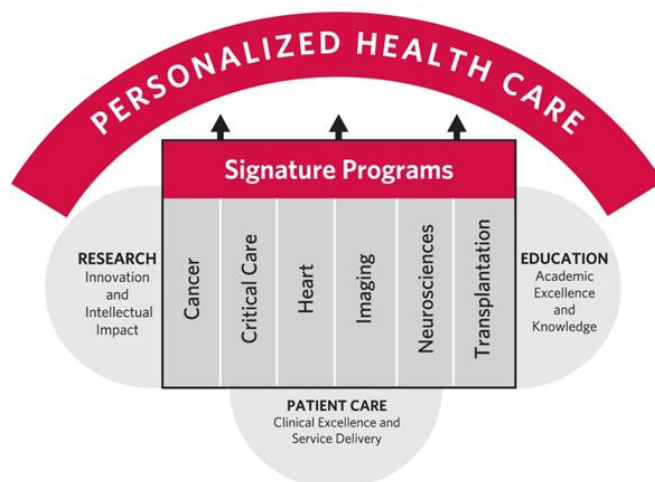 PERSONALIZED HEALTH CARE
Signature Programs
RESEARCH
Innovation
and
Intellectual
Impact
Cancer
Critical Care
Heart
Imaging
Neurosciences
Transplantation
EDUCATION
Academic
Excellence
and
Knowledge
PATIENT CARE
Clinical Excellence and
Service Delivery